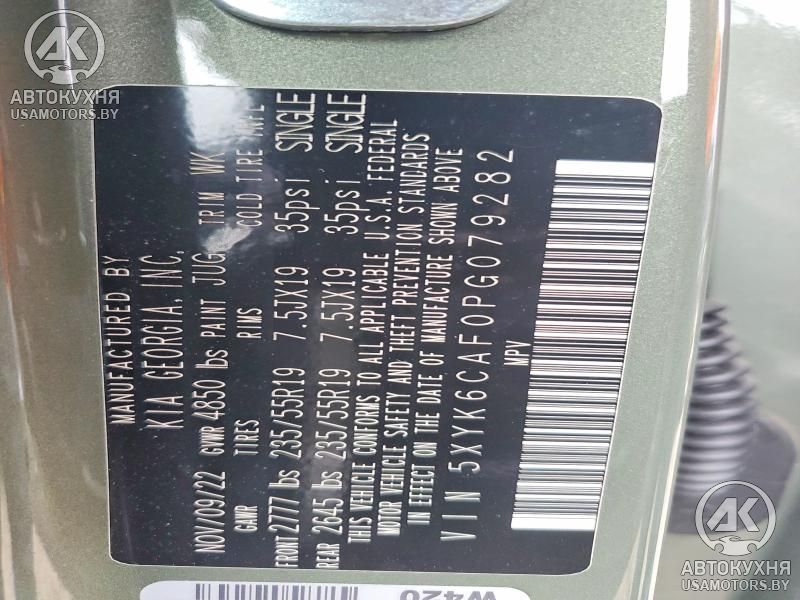 MANUFACTURED BY
KIA GEORGIA, INC.
NOV/09/22 GVWR 4850 lbs PAINT JUG TRIM WK
GAWR TIRES RIMS COLD TIRE INFL
FRONT 2777 lbs 235/55R19 7.5JX19 35psi SINGLE
REAR 2645 lbs 235/55R19 7.5JX19 35psi SINGLE
THIS VEHICLE CONFORMS TO ALL APPLICABLE U.S.A. FEDERAL
MOTOR VEHICLE SAFETY AND THEFT PREVENTION STANDARDS
IN EFFECT ON THE DATE OF MANUFACTURE SHOWN ABOVE
VIN 5XYK6CAF0PG079282
MPV
W420
AK
АВТОКУХНЯ
USAMOTORS.BY
AK
АВТОКУХНЯ
USAMOTORS.BY